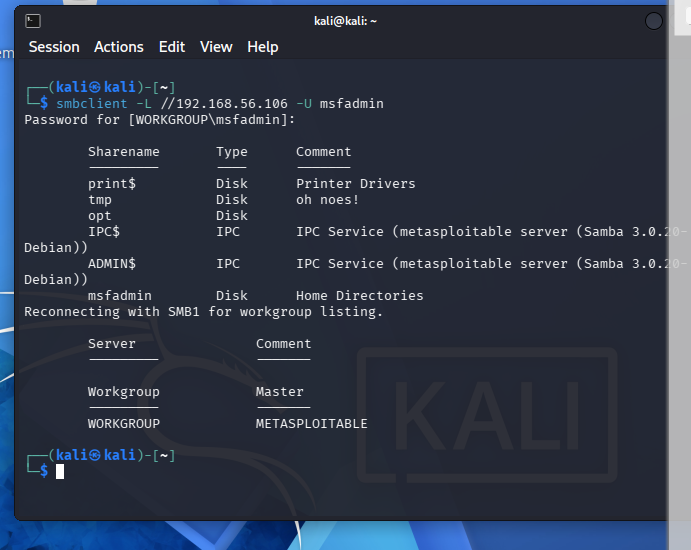 em
kali@kali: ~
Session Actions Edit View Help
┌──(kali㉿kali)-[~]
└─$ smbclient -L //192.168.56.106 -U msfadmin
Password for [WORKGROUP\msfadmin]:
Sharename Type Comment
--------- ---- -------
print$ Disk Printer Drivers
tmp Disk oh noes!
opt Disk
IPC$ IPC IPC Service (metasploitable server (Samba 3.0.20-
Debian))
ADMIN$ IPC IPC Service (metasploitable server (Samba 3.0.20-
Debian))
msfadmin Disk Home Directories
Reconnecting with SMB1 for workgroup listing.
Server Comment
--------- -------
Workgroup Master
--------- -------
WORKGROUP METASPLOITABLE
┌──(kali㉿kali)-[~]
└─$
KALI